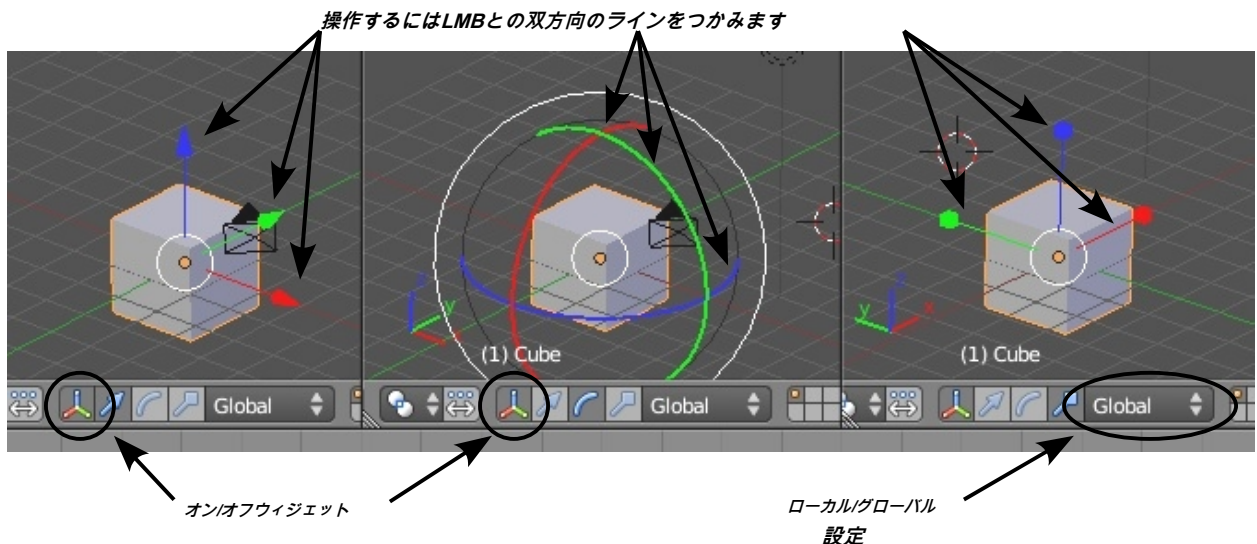 操作するにはLMBとの双方向のラインをつかみます
z
y
x
z
y
x
(1) Cube
(1) Cube
Global
Global
Global
オン/オフウィジェット
ローカル/グローバル
設定